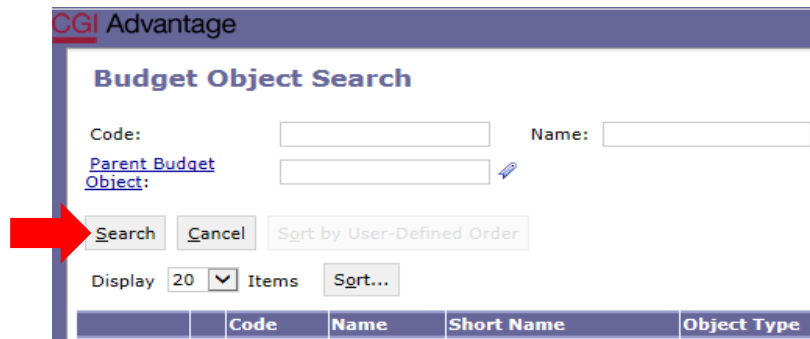 CGI Advantage
Budget Object Search
Code: Name:
Parent Budget
Object:
Search Cancel Sort by User-Defined Order
Display 20 Items Sort...
Code Name Short Name Object Type